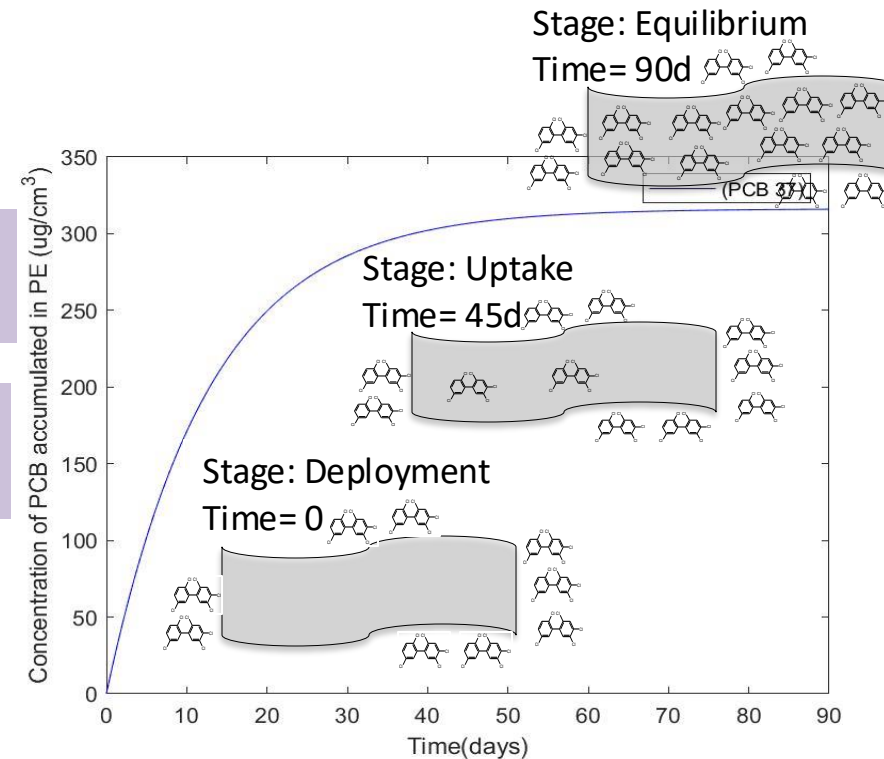 Stage: Equilibrium
Time= 90d
(PCB 37)
Stage: Uptake
Time= 45d
Stage: Deployment
Time= 0
Concentration of PCB accumulated in PE (ug/cm³)
350
300
250
200
150
100
50
0
0 10 20 30 40 50 60 70 80 90
Time(days)